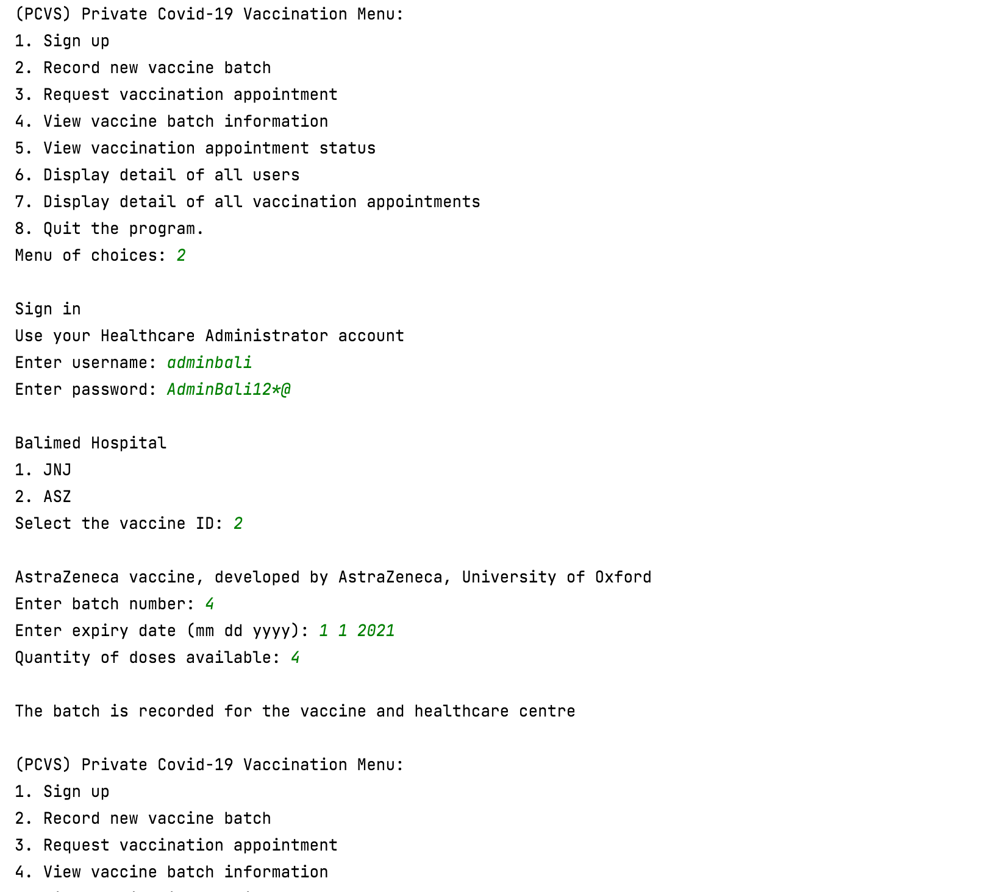 (PCVS) Private Covid-19 Vaccination Menu:
1. Sign up
2. Record new vaccine batch
3. Request vaccination appointment
4. View vaccine batch information
5. View vaccination appointment status
6. Display detail of all users
7. Display detail of all vaccination appointments
8. Quit the program.
Menu of choices: 2
Sign in
Use your Healthcare Administrator account
Enter username: adminbali
Enter password: AdminBali12*@
Balimed Hospital
1. JNJ
2. ASZ
Select the vaccine ID: 2
AstraZeneca vaccine, developed by AstraZeneca, University of Oxford
Enter batch number: 4
Enter expiry date (mm dd yyyy): 1 1 2021
Quantity of doses available: 4
The batch is recorded for the vaccine and healthcare centre
(PCVS) Private Covid-19 Vaccination Menu:
1. Sign up
2. Record new vaccine batch
3. Request vaccination appointment
4. View vaccine batch information